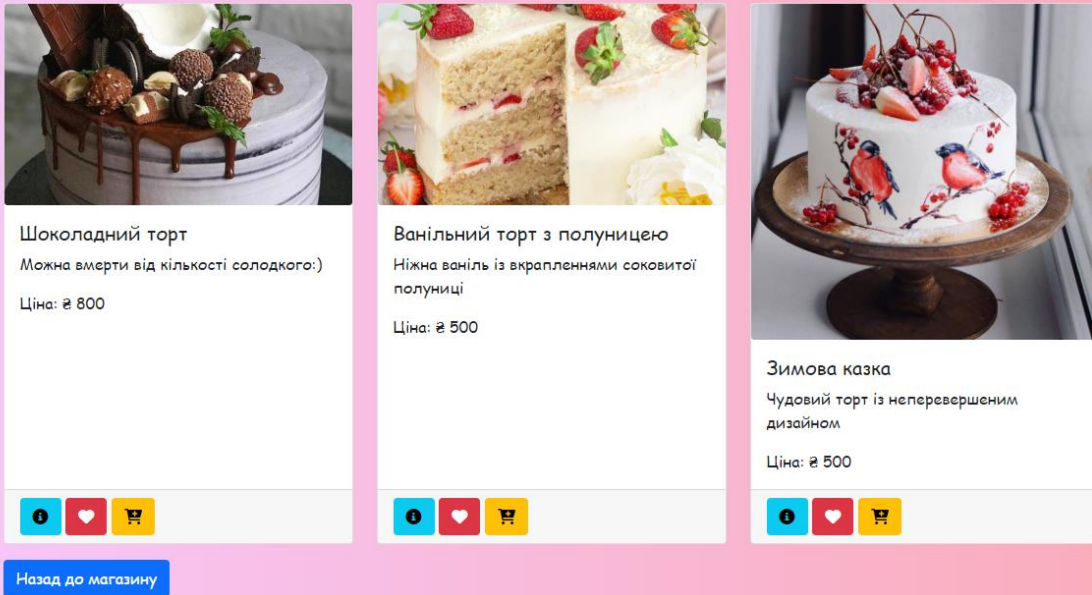 Шоколадний торт
Можна вмерти від кількості солодкого:)
Ціна: ₴ 800
Ванільний торт з полуницею
Ніжна ваніль із вкрапленнями соковитої
полуниці
Ціна: ₴ 500
Зимова казка
Чудовий торт із неперевершеним
дизайном
Ціна: ₴ 500
Назад до магазину